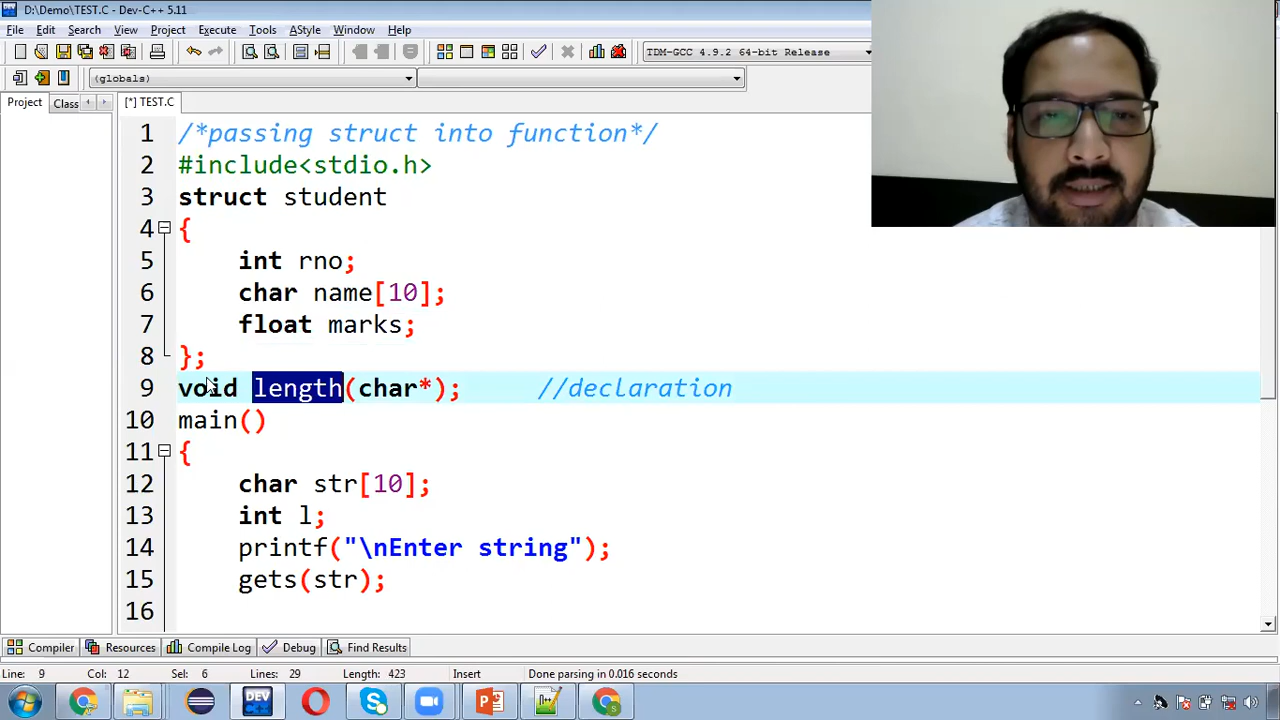 D:\Demo\TEST.C - Dev-C++ 5.11
File Edit Search View Project Execute Tools AStyle Window Help
TDM-GCC 4.9.2 64-bit Release
(globals)
Project Class [*] TEST.C
1 /*passing struct into function*/
2 #include<stdio.h>
3 struct student
4 {
5 int rno;
6 char name[10];
7 float marks;
8 };
9 void length(char*); //declaration
10 main()
11 {
12 char str[10];
13 int l;
14 printf("\nEnter string");
15 gets(str);
16
Compiler Resources Compile Log Debug Find Results
Line: 9 Col: 12 Sel: 6 Lines: 29 Length: 423 Insert Done parsing in 0.016 seconds
DEV C++